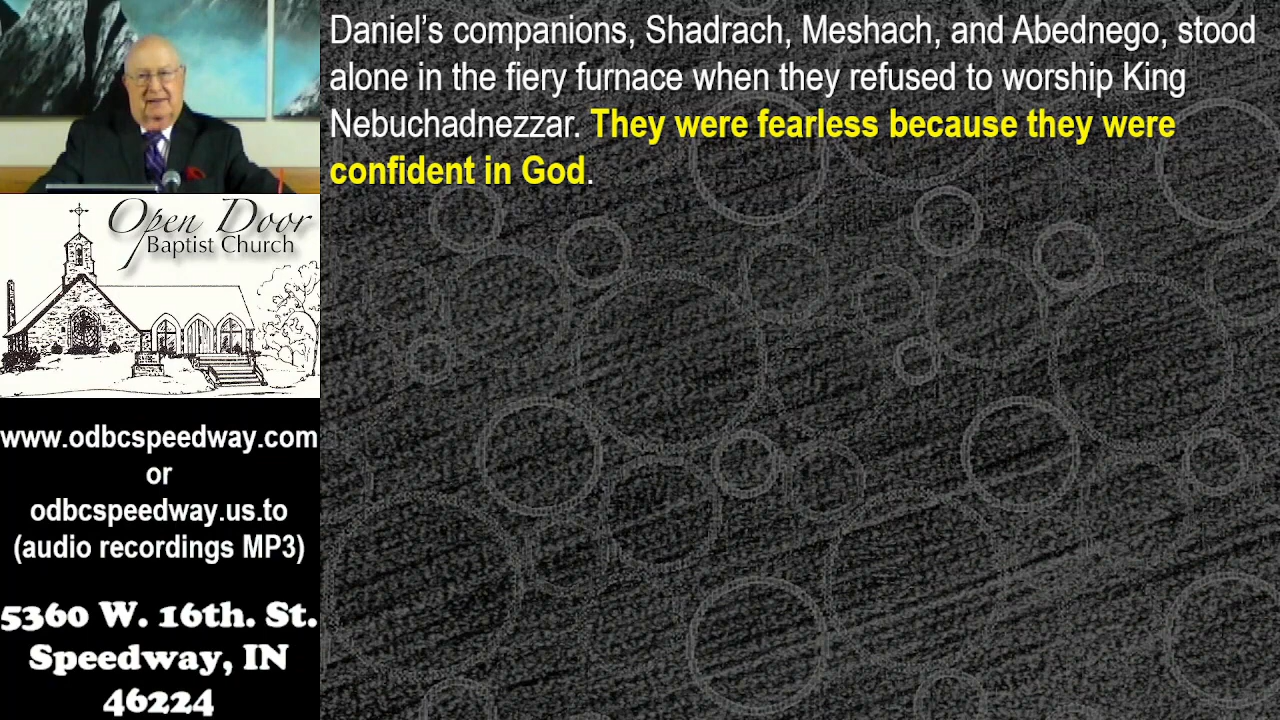 Daniel’s companions, Shadrach, Meshach, and Abednego, stood
alone in the fiery furnace when they refused to worship King
Nebuchadnezzar. They were fearless because they were
confident in God.
Open Door
Baptist Church
www.odbcspeedway.com
or
odbcspeedway.us.to
(audio recordings MP3)
5360 W. 16th. St.
Speedway, IN
46224